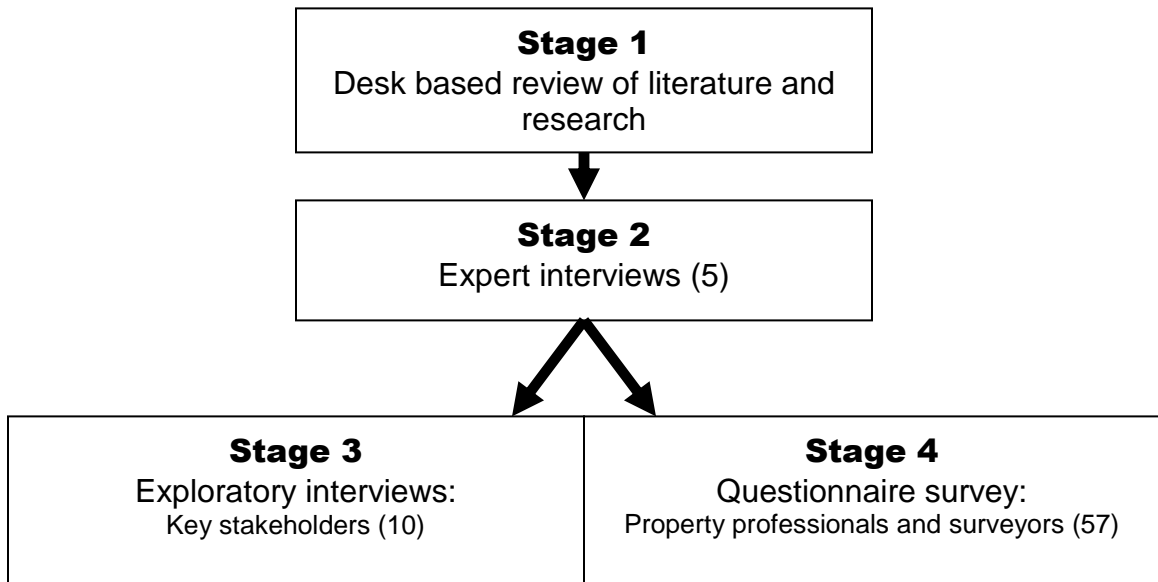 Stage 1
Desk based review of literature and
research
Stage 2
Expert interviews (5)
Stage 3
Exploratory interviews:
Key stakeholders (10)
Stage 4
Questionnaire survey:
Property professionals and surveyors (57)